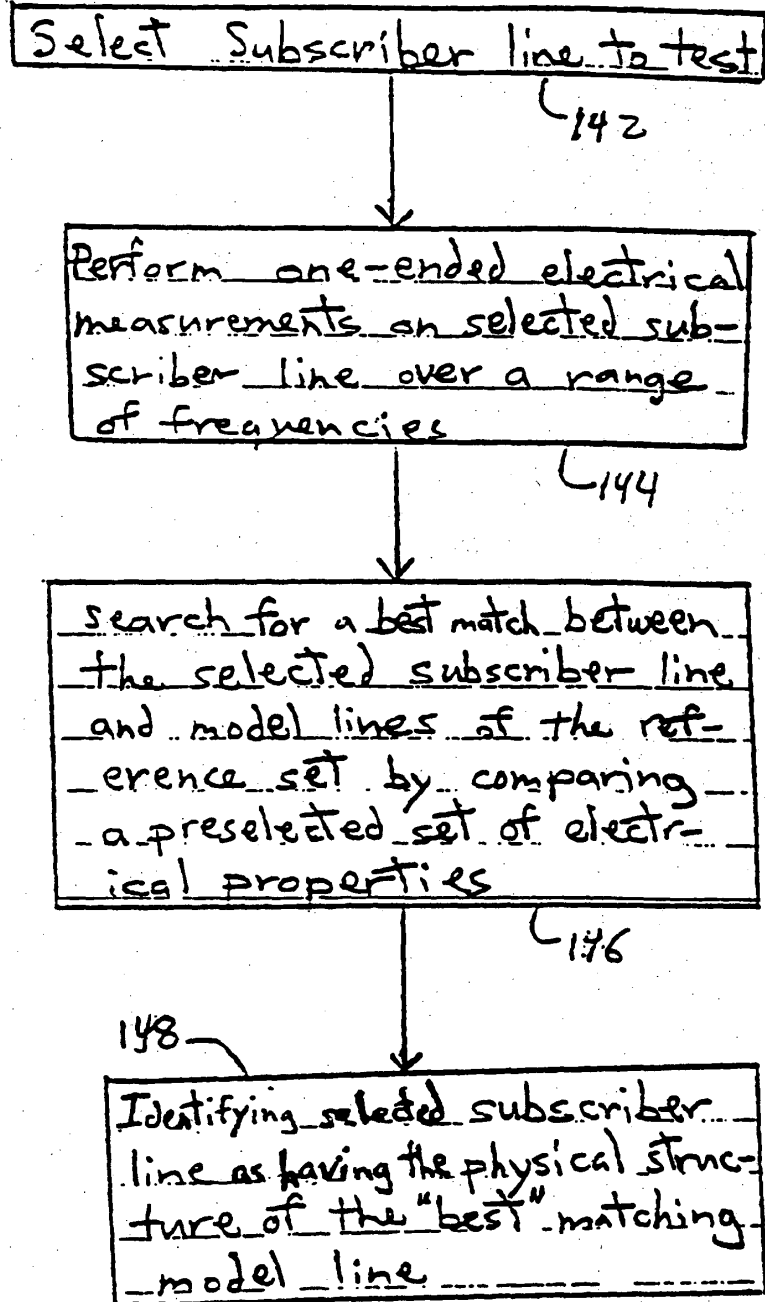 Select Subscriber line to test
142
Perform one-ended electrical
measurements on selected sub-
scriber line over a range
of frequencies
144
search for a best match between
the selected subscriber line
and model lines of the ref-
erence set by comparing
a preselected set of electr-
ical properties
146
148
Identifying selected subscriber
line as having the physical struc-
ture of the "best" matching
model line